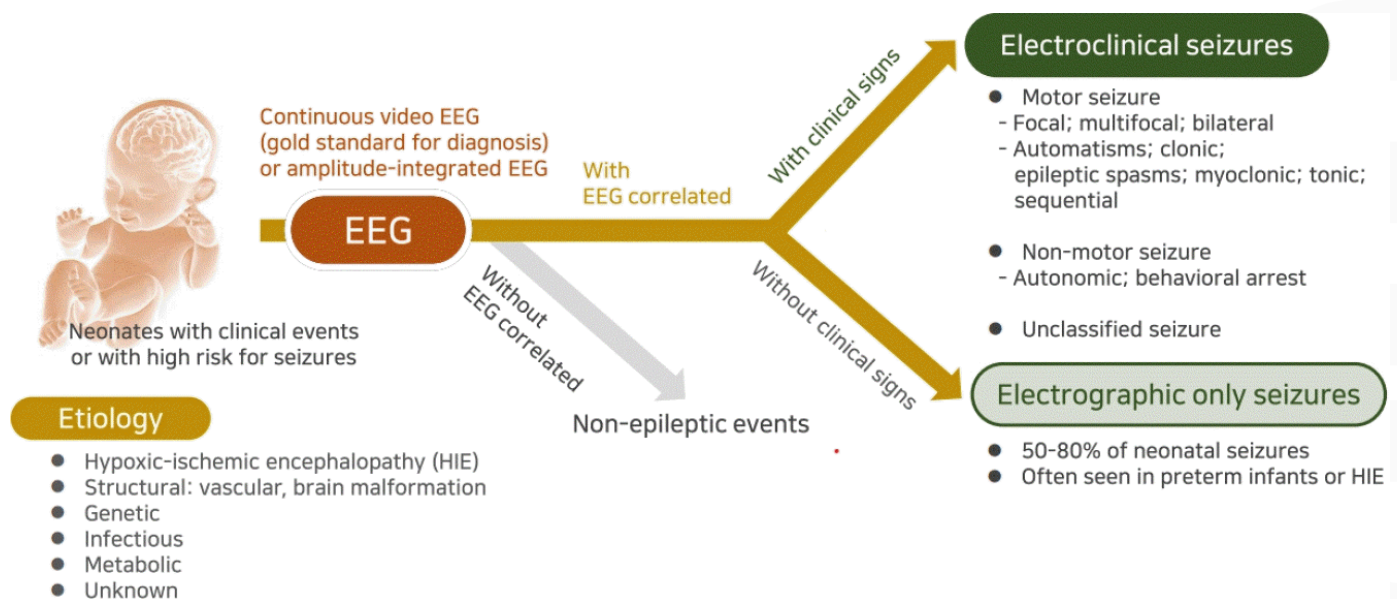 Continuous video EEG
(gold standard for diagnosis)
or amplitude-integrated EEG
EEG
With
EEG correlated
Without
EEG correlated
Non-epileptic events
With clinical signs
Without clinical signs
Neonates with clinical events
or with high risk for seizures
Etiology
● Hypoxic-ischemic encephalopathy (HIE)
● Structural: vascular, brain malformation
● Genetic
● Infectious
● Metabolic
● Unknown
Electroclinical seizures
● Motor seizure
- Focal; multifocal; bilateral
- Automatisms; clonic;
epileptic spasms; myoclonic; tonic;
sequential
● Non-motor seizure
- Autonomic; behavioral arrest
● Unclassified seizure
Electrographic only seizures
● 50-80% of neonatal seizures
● Often seen in preterm infants or HIE